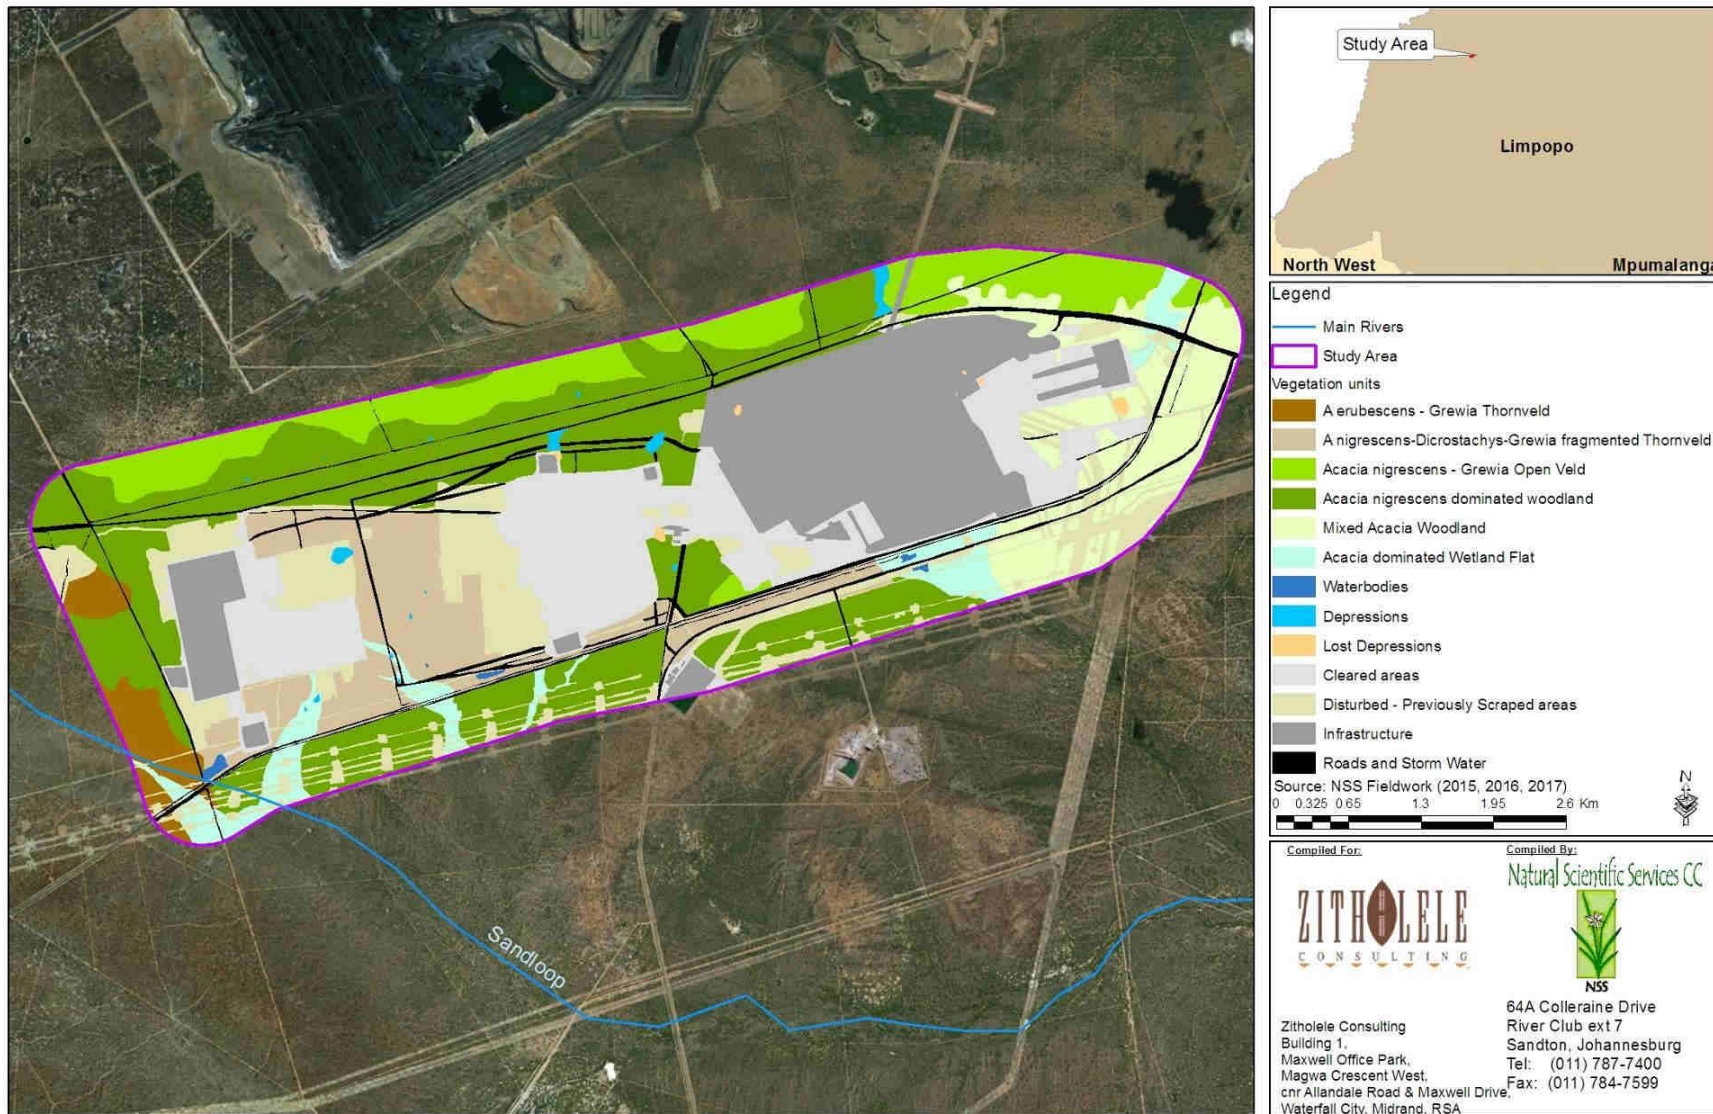 Study Area
Limpopo
North West
Mpumalanga
Legend
Main Rivers
Study Area
Vegetation units
A erubescens - Grewia Thornveld
A nigrescens-Dicrostachys-Grewia fragmented Thornveld
Acacia nigrescens - Grewia Open Veld
Acacia nigrescens dominated woodland
Mixed Acacia Woodland
Acacia dominated Wetland Flat
Waterbodies
Depressions
Lost Depressions
Cleared areas
Disturbed - Previously Scraped areas
Infrastructure
Roads and Storm Water
Source: NSS Fieldwork (2015, 2016, 2017)
0 0.325 0.65 1.3 1.95 2.6 Km
N
Sandloop
Compiled For:
ZITHOLELE
CONSULTING
Zitholele Consulting
Building 1,
Maxwell Office Park,
Magwa Crescent West,
cnr Allandale Road & Maxwell Drive,
Waterfall City, Midrand, RSA
Compiled By:
Natural Scientific Services CC
NSS
64A Colleraine Drive
River Club ext 7
Sandton, Johannesburg
Tel: (011) 787-7400
Fax: (011) 784-7599